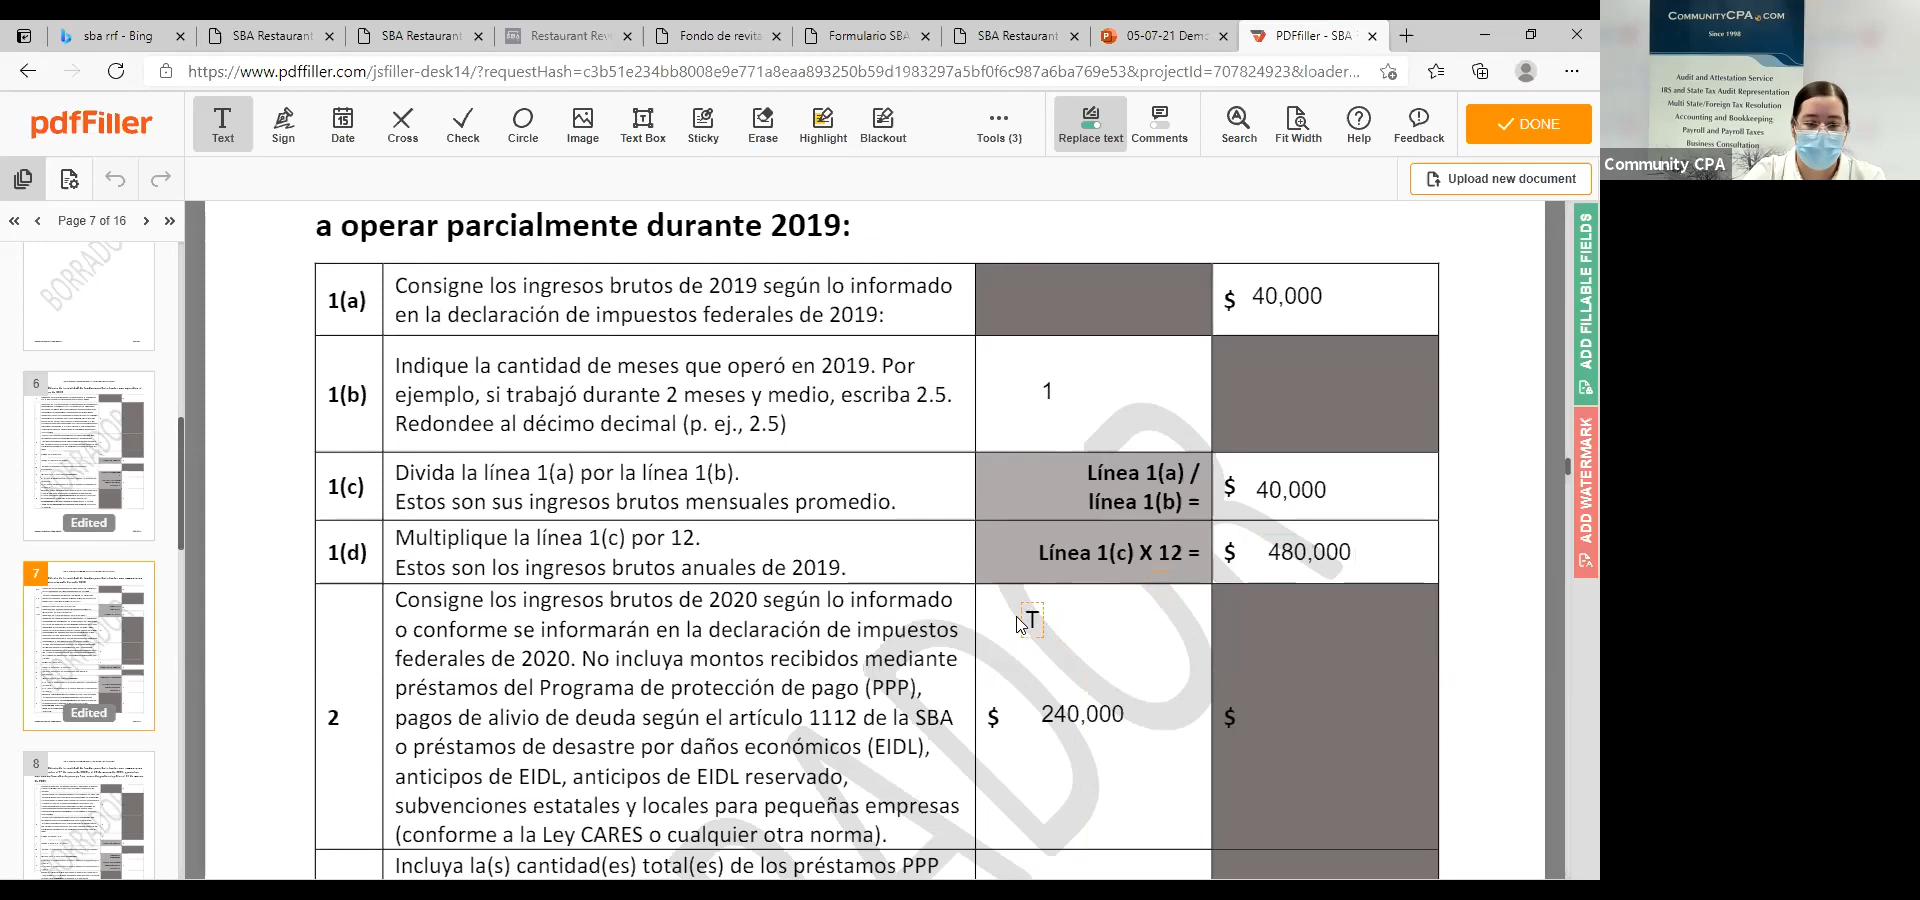 sba rrf - Bing
SBA Restaurant
SBA Restaurant
Restaurant Rev
Fondo de revita
Formulario SBA
SBA Restaurant
05-07-21 Demo
PDFfiller - SBA
https://www.pdffiller.com/jsfiller-desk14/?requestHash=c3b51e234bb8008e9e771a8eaa893250b59d1983297a5bf0f6c987a6ba769e53&projectId=707824923&loader...
pdfFiller
Text
Sign
15
Date
Cross
Check
Circle
Image
Text Box
Sticky
Erase
Highlight
Blackout
Tools (3)
Replace text
Comments
Search
Fit Width
Help
Feedback
DONE
Upload new document
Page 7 of 16
BORRADO
6
Edited
7
Edited
8
a operar parcialmente durante 2019:
1(a)
Consigne los ingresos brutos de 2019 según lo informado
en la declaración de impuestos federales de 2019:
$ 40,000
1(b)
Indique la cantidad de meses que operó en 2019. Por
ejemplo, si trabajó durante 2 meses y medio, escriba 2.5.
Redondee al décimo decimal (p. ej., 2.5)
1
1(c)
Divida la línea 1(a) por la línea 1(b).
Estos son sus ingresos brutos mensuales promedio.
Línea 1(a) /
línea 1(b) =
$ 40,000
1(d)
Multiplique la línea 1(c) por 12.
Estos son los ingresos brutos anuales de 2019.
Línea 1(c) X 12 =
$ 480,000
2
Consigne los ingresos brutos de 2020 según lo informado
o conforme se informarán en la declaración de impuestos
federales de 2020. No incluya montos recibidos mediante
préstamos del Programa de protección de pago (PPP),
pagos de alivio de deuda según el artículo 1112 de la SBA
o préstamos de desastre por daños económicos (EIDL),
anticipos de EIDL, anticipos de EIDL reservado,
subvenciones estatales y locales para pequeñas empresas
(conforme a la Ley CARES o cualquier otra norma).
T
$ 240,000
$
Incluya la(s) cantidad(es) total(es) de los préstamos PPP
ADD FILLABLE FIELDS
ADD WATERMARK
COMMUNITYCPA.COM
Since 1998
Audit and Attestation Service
IRS and State Tax Audit Representation
Multi State/Foreign Tax Resolution
Accounting and Bookkeeping
Payroll and Payroll Taxes
Business Consultation
Community CPA